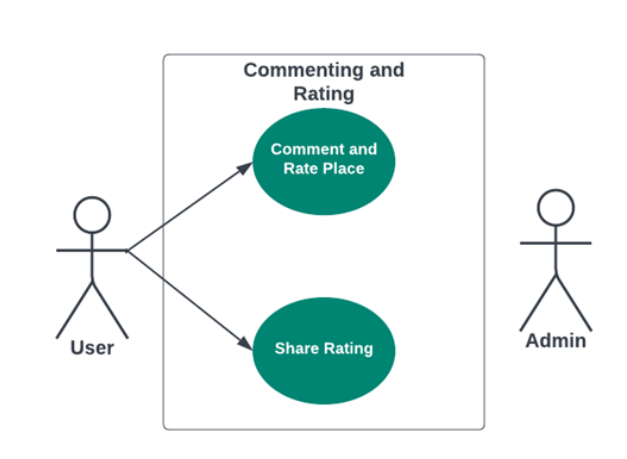 Commenting and
Rating
Comment and
Rate Place
Share Rating
User
Admin